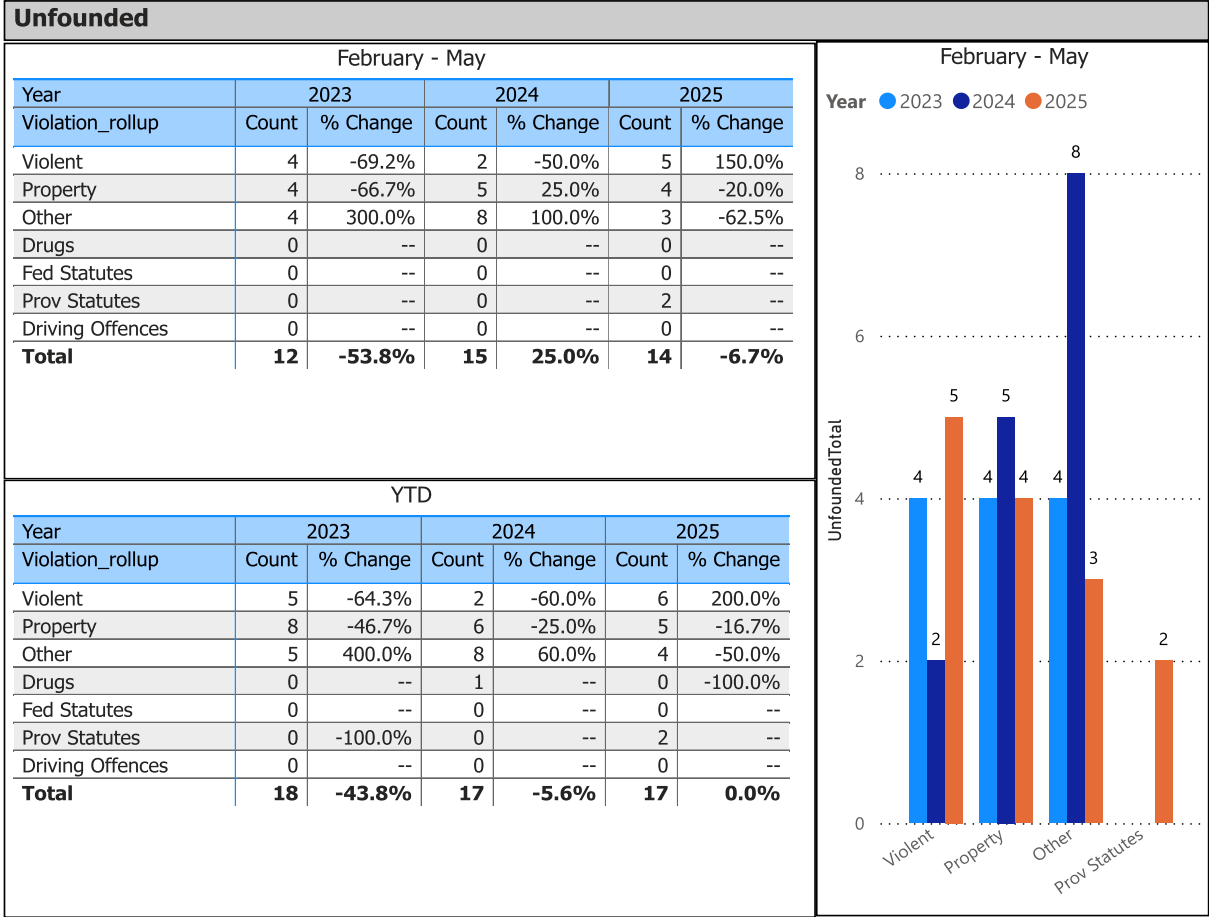 Unfounded
February - May
Year 2023 2024 2025
Violation_rollup Count % Change Count % Change Count % Change
Violent 4 -69.2% 2 -50.0% 5 150.0%
Property 4 -66.7% 5 25.0% 4 -20.0%
Other 4 300.0% 8 100.0% 3 -62.5%
Drugs 0 -- 0 -- 0 --
Fed Statutes 0 -- 0 -- 0 --
Prov Statutes 0 -- 0 -- 2 --
Driving Offences 0 -- 0 -- 0 --
Total 12 -53.8% 15 25.0% 14 -6.7%
YTD
Year 2023 2024 2025
Violation_rollup Count % Change Count % Change Count % Change
Violent 5 -64.3% 2 -60.0% 6 200.0%
Property 8 -46.7% 6 -25.0% 5 -16.7%
Other 5 400.0% 8 60.0% 4 -50.0%
Drugs 0 -- 1 -- 0 -100.0%
Fed Statutes 0 -- 0 -- 0 --
Prov Statutes 0 -100.0% 0 -- 2 --
Driving Offences 0 -- 0 -- 0 --
Total 18 -43.8% 17 -5.6% 17 0.0%
February - May
Year 2023 2024 2025
UnfoundedTotal
8
6
4
2
0
4 2 5
4 5 4
4 8 3
2
Violent Property Other Prov Statutes